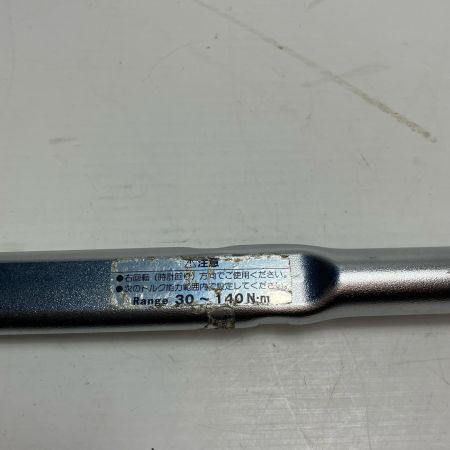 ⚠注意
●右回転(時計回り)方向でご使用ください。
●次のトルク能力範囲内で設定してください。
Range 30 ~ 140 N·m